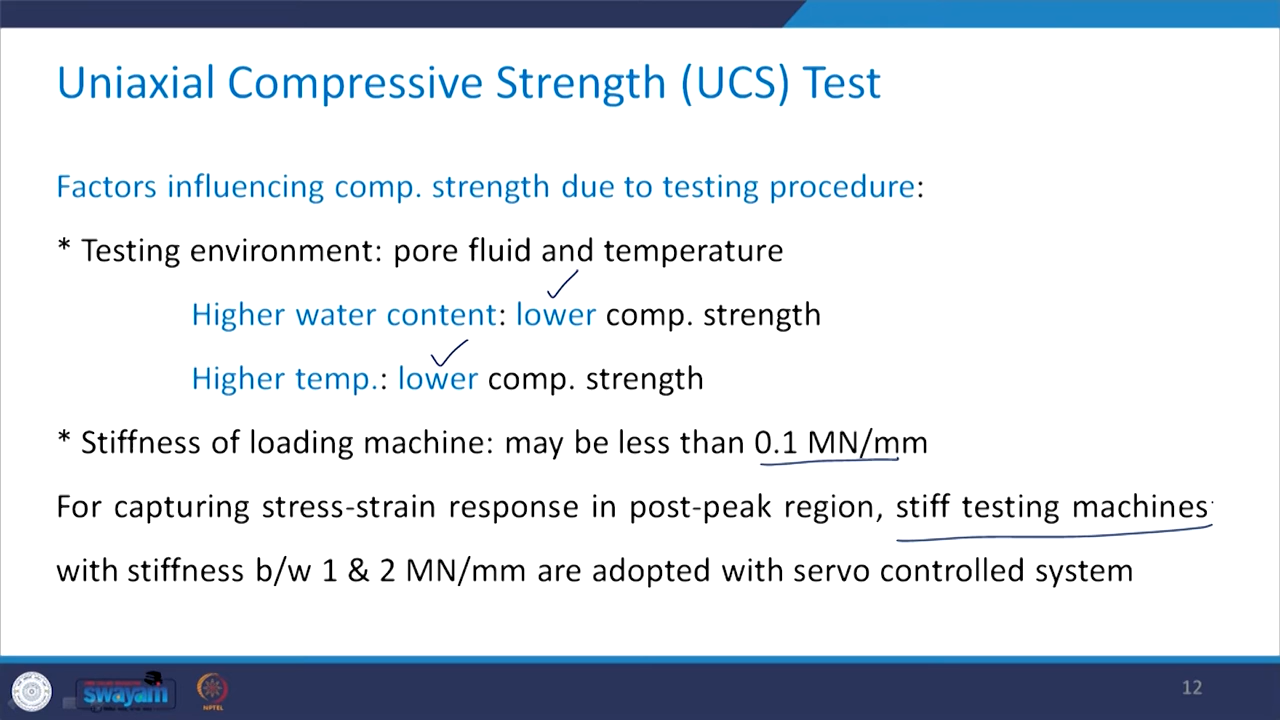 Uniaxial Compressive Strength (UCS) Test
Factors influencing comp. strength due to testing procedure:
* Testing environment: pore fluid and temperature
Higher water content: lower comp. strength
Higher temp.: lower comp. strength
* Stiffness of loading machine: may be less than 0.1 MN/mm
For capturing stress-strain response in post-peak region, stiff testing machines
with stiffness b/w 1 & 2 MN/mm are adopted with servo controlled system
swayam
NPTEL
12